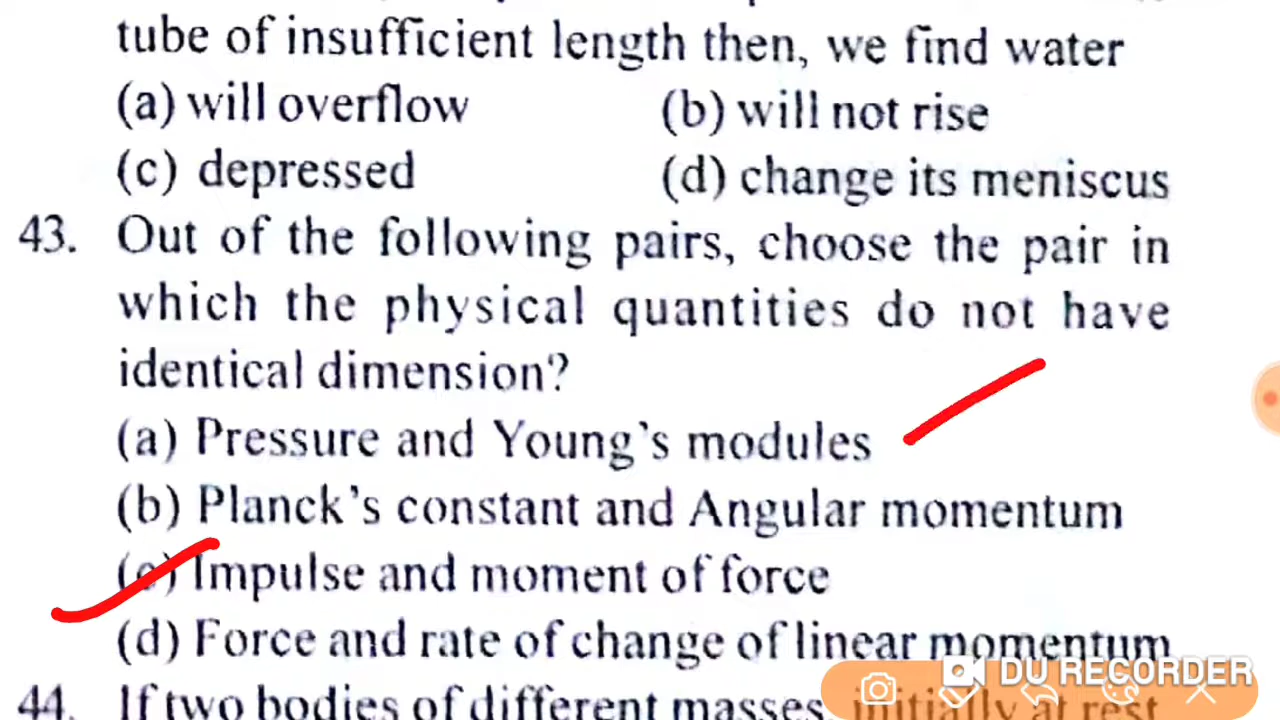 tube of insufficient length then, we find water
(a) will overflow (b) will not rise
(c) depressed (d) change its meniscus
43. Out of the following pairs, choose the pair in
which the physical quantities do not have
identical dimension?
(a) Pressure and Young's modules
(b) Planck's constant and Angular momentum
(c) Impulse and moment of force
(d) Force and rate of change of linear momentum
DU RECORDER
44. If two bodies of different masses, initially at rest